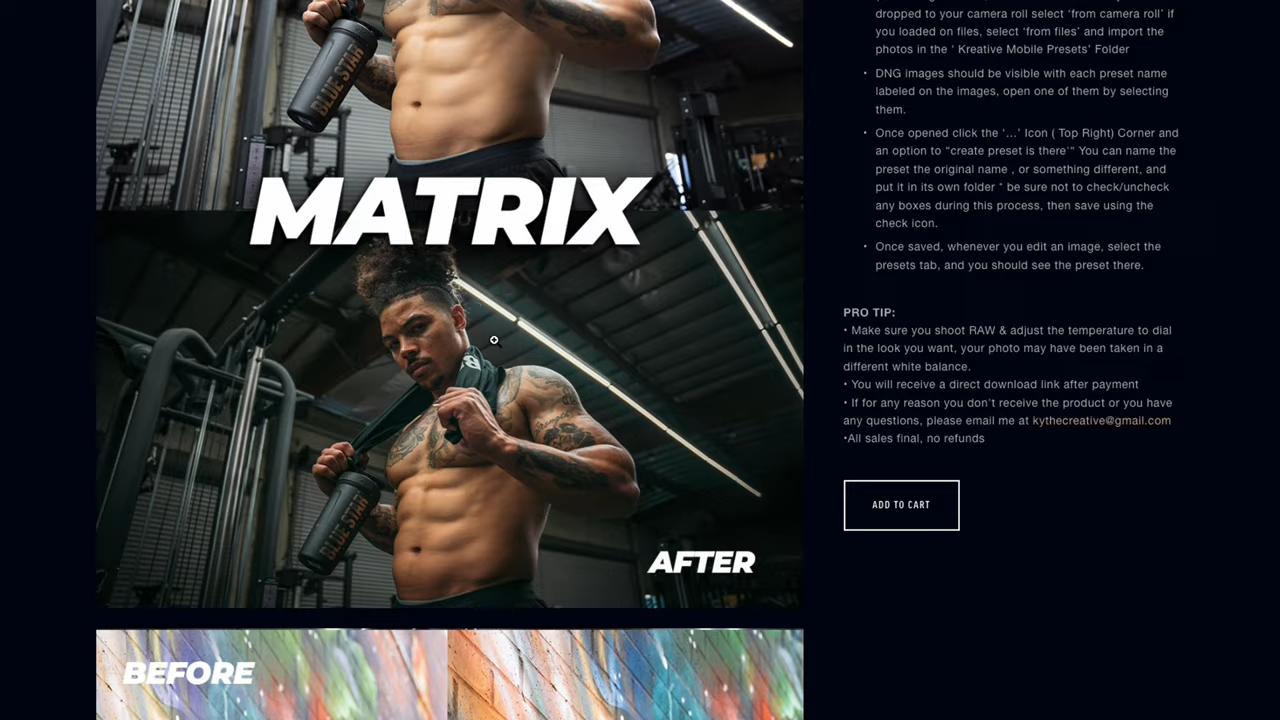 BLUE STAR
MATRIX
BLUE STAR
AFTER
BEFORE
dropped to your camera roll select ‘from camera roll’ if
you loaded on files, select ‘from files’ and import the
photos in the ‘ Kreative Mobile Presets’ Folder
• DNG images should be visible with each preset name
labeled on the images, open one of them by selecting
them.
• Once opened click the ‘...’ Icon ( Top Right) Corner and
an option to “create preset is there’“ You can name the
preset the original name , or something different, and
put it in its own folder * be sure not to check/uncheck
any boxes during this process, then save using the
check icon.
• Once saved, whenever you edit an image, select the
presets tab, and you should see the preset there.
PRO TIP:
• Make sure you shoot RAW & adjust the temperature to dial
in the look you want, your photo may have been taken in a
different white balance.
• You will receive a direct download link after payment
• If for any reason you don't receive the product or you have
any questions, please email me at kythecreative@gmail.com
•All sales final, no refunds
ADD TO CART